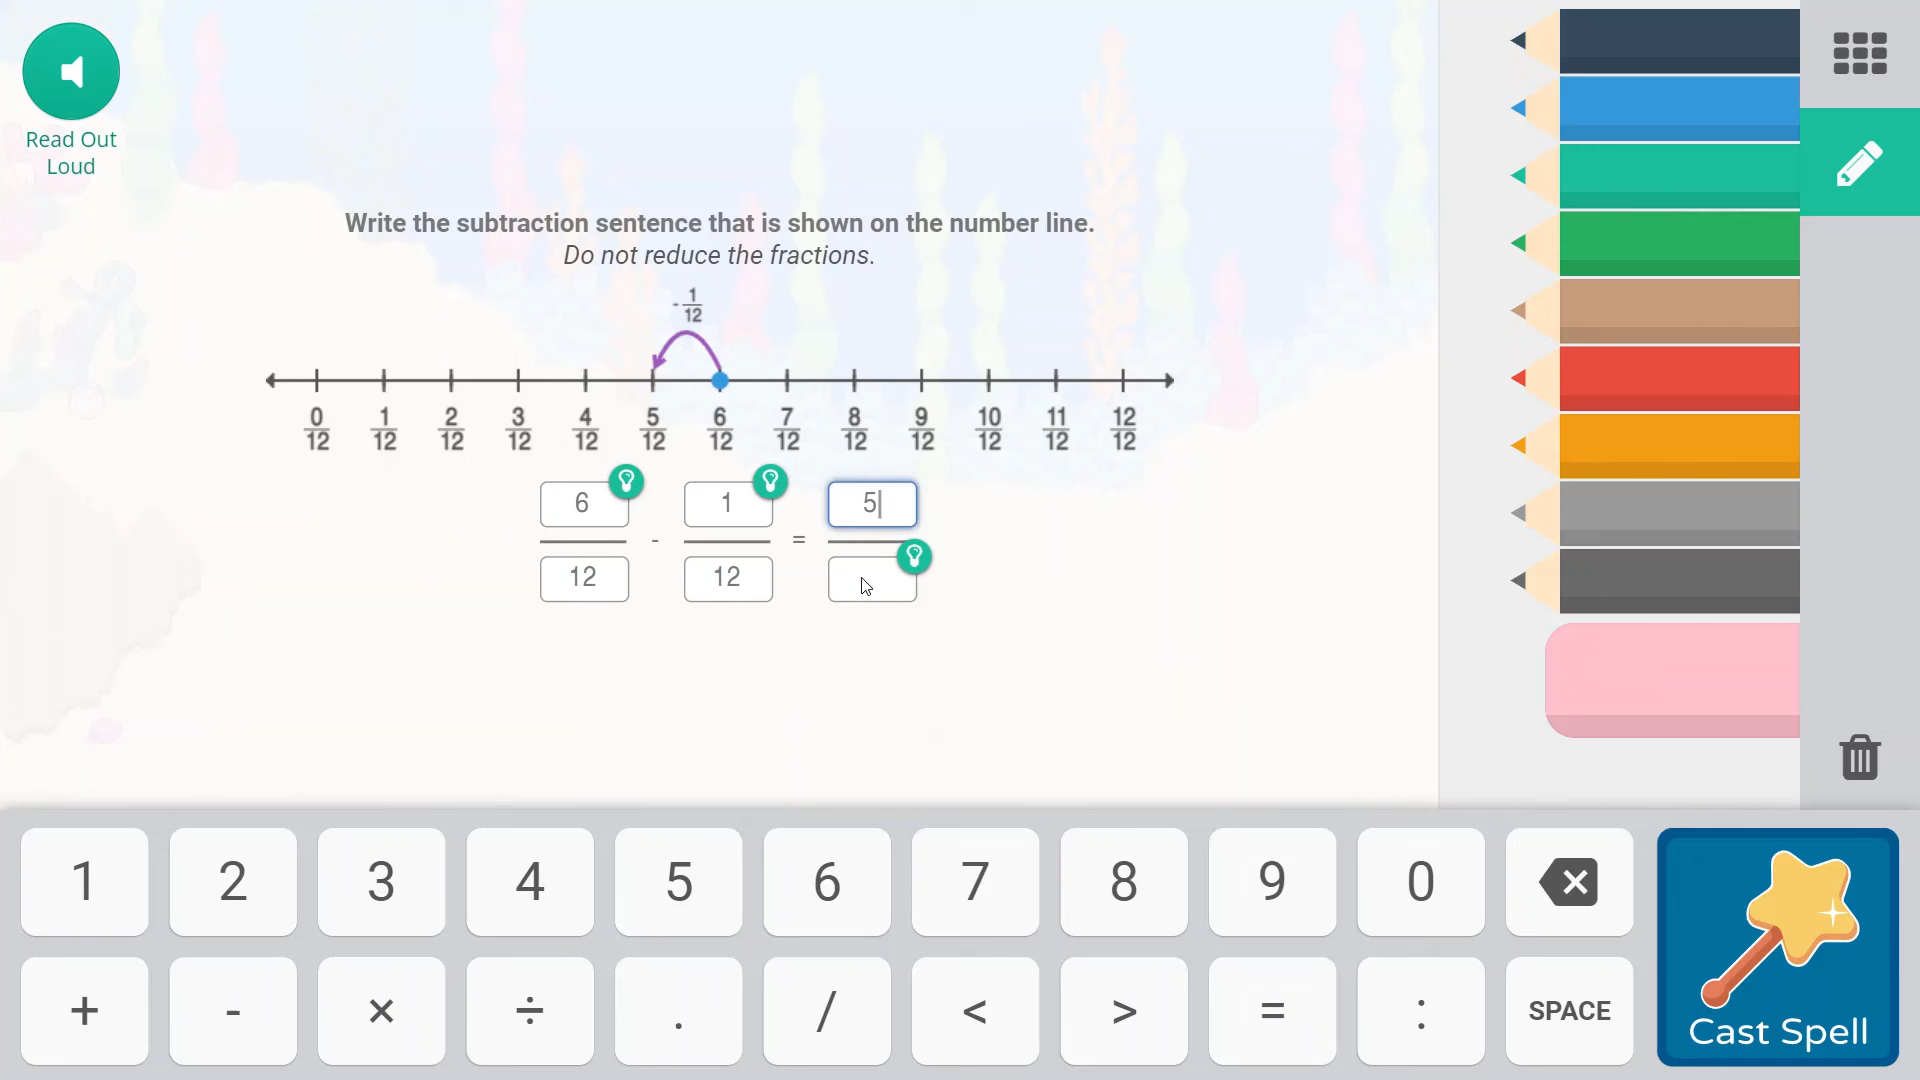 Read Out
Loud
Write the subtraction sentence that is shown on the number line.
Do not reduce the fractions.
- 1/12
0/12 1/12 2/12 3/12 4/12 5/12 6/12 7/12 8/12 9/12 10/12 11/12 12/12
6 1 5
- =
12 12
1 2 3 4 5 6 7 8 9 0
+ - × ÷ . / < > = : SPACE
Cast Spell